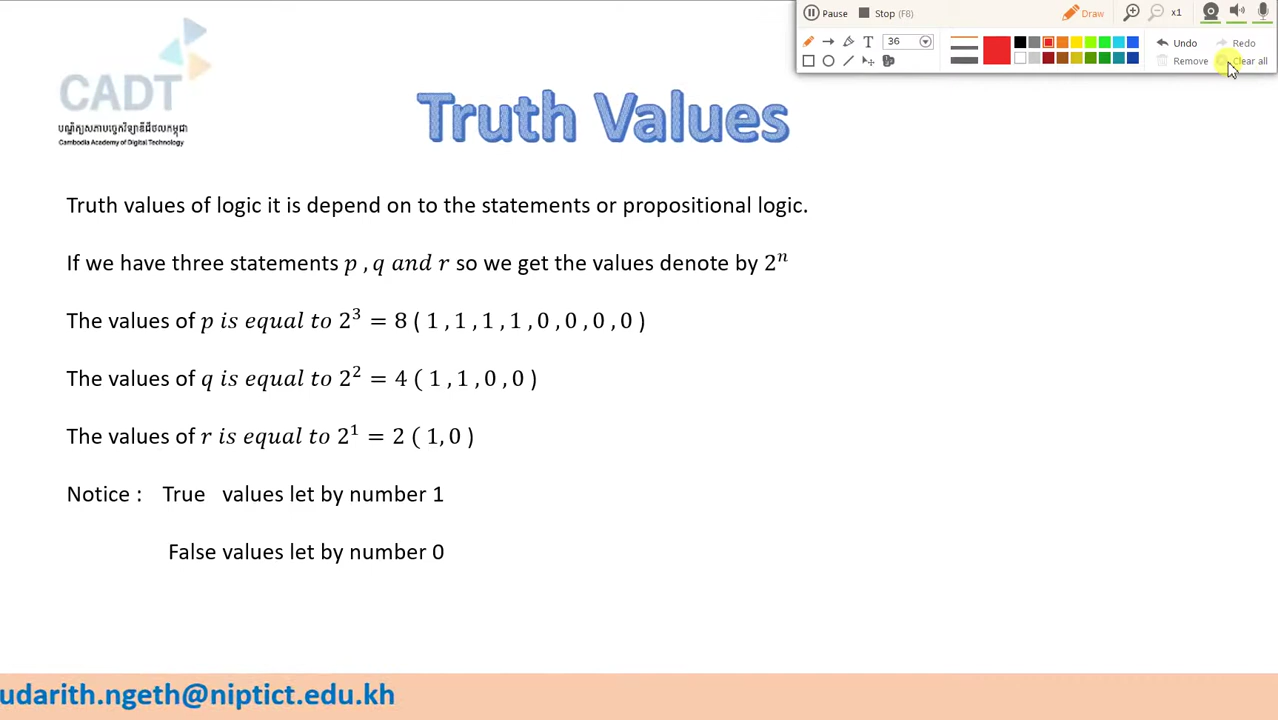 Pause Stop (F8) Draw x1
T 36 Undo Redo
Remove Clear all
CADT
បណ្ឌិត្យសភាបច្ចេកវិទ្យាឌីជីថលកម្ពុជា
Cambodia Academy of Digital Technology
Truth Values
Truth values of logic it is depend on to the statements or propositional logic.
If we have three statements p , q and r so we get the values denote by 2ⁿ
The values of p is equal to 2³ = 8 ( 1 , 1 , 1 , 1 , 0 , 0 , 0 , 0 )
The values of q is equal to 2² = 4 ( 1 , 1 , 0 , 0 )
The values of r is equal to 2¹ = 2 ( 1, 0 )
Notice : True values let by number 1
False values let by number 0
udarith.ngeth@niptict.edu.kh